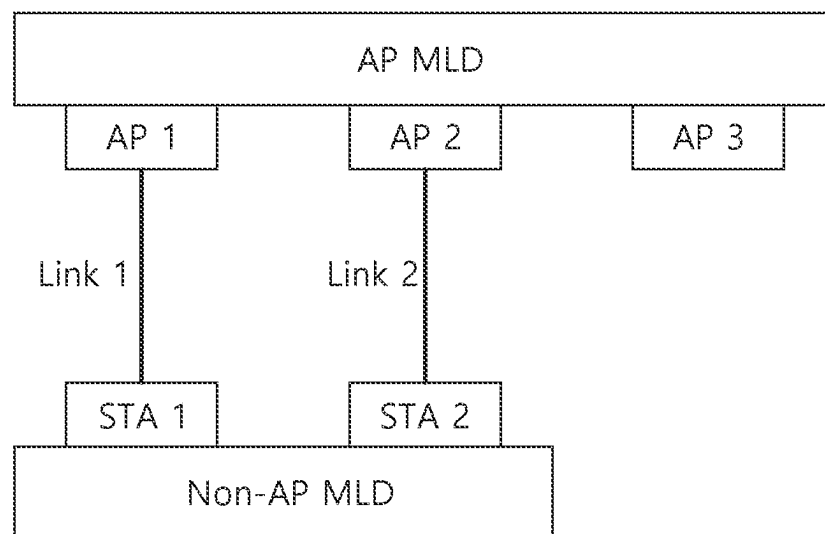 AP MLD
AP 1
AP 2
AP 3
Link 1
Link 2
STA 1
STA 2
Non-AP MLD